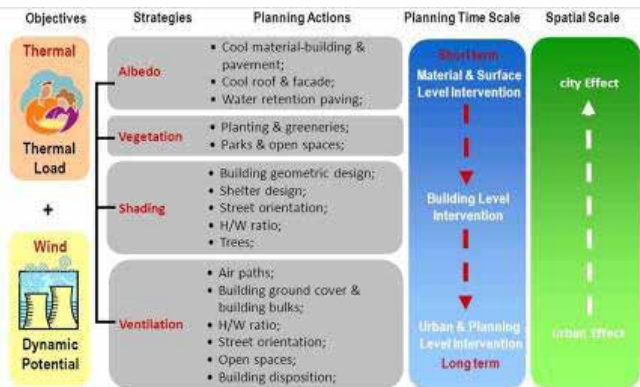 Objectives
Strategies
Planning Actions
Planning Time Scale
Spatial Scale
Thermal
Thermal
Load
+
Wind
Dynamic
Potential
Albedo
• Cool material-building &
pavement;
• Cool roof & facade;
• Water retention paving;
Vegetation
• Planting & greeneries;
• Parks & open spaces;
Shading
• Building geometric design;
• Shelter design;
• Street orientation;
• H/W ratio;
• Trees;
Ventilation
• Air paths;
• Building ground cover &
building bulks;
• H/W ratio;
• Street orientation;
• Open spaces;
• Building disposition;
Short term
Material & Surface
Level Intervention
Building Level
Intervention
Urban & Planning
Level Intervention
Long term
city Effect
urban Effect